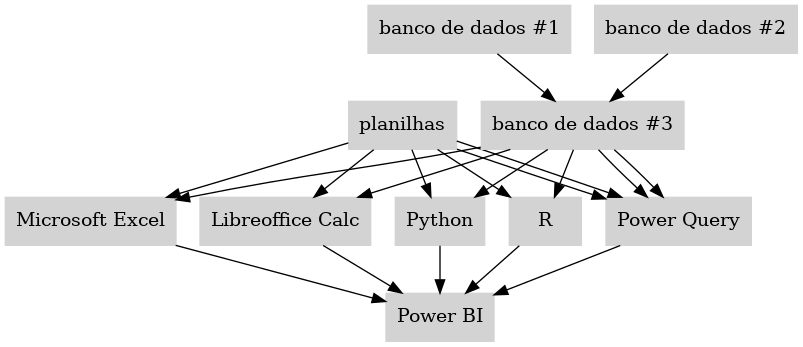 banco de dados #1
banco de dados #2
planilhas
banco de dados #3
Microsoft Excel
Libreoffice Calc
Python
R
Power Query
Power BI